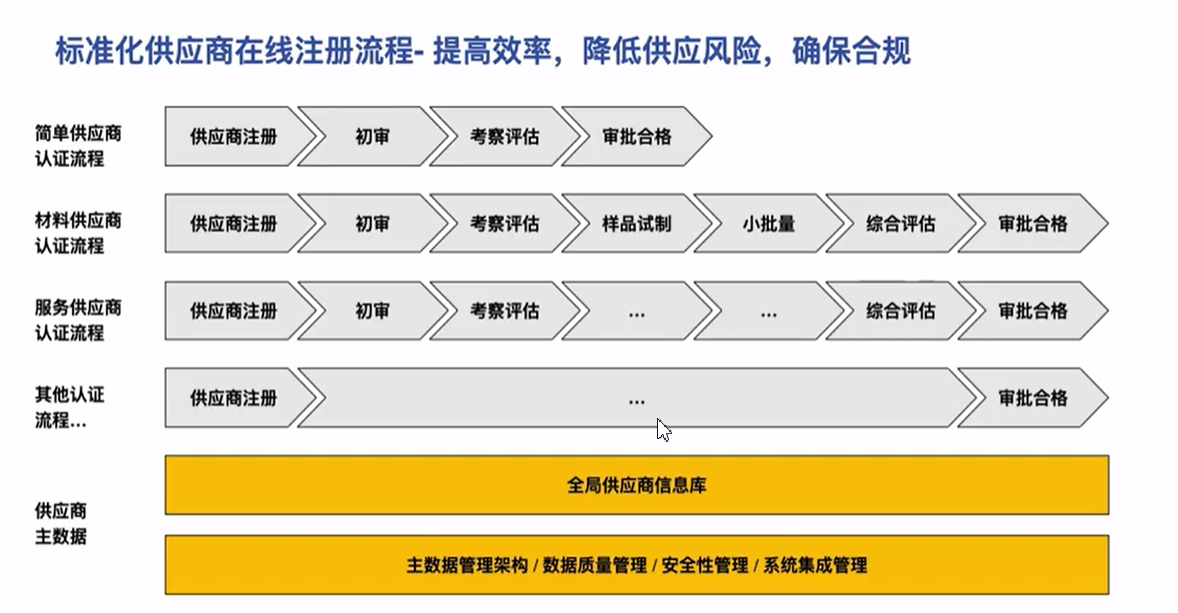 标准化供应商在线注册流程- 提高效率，降低供应风险，确保合规
简单供应商
认证流程
供应商注册 初审 考察评估 审批合格
材料供应商
认证流程
供应商注册 初审 考察评估 样品试制 小批量 综合评估 审批合格
服务供应商
认证流程
供应商注册 初审 考察评估 ... ... 综合评估 审批合格
其他认证
流程...
供应商注册 ... 审批合格
供应商
主数据
全局供应商信息库
主数据管理架构 / 数据质量管理 / 安全性管理 / 系统集成管理